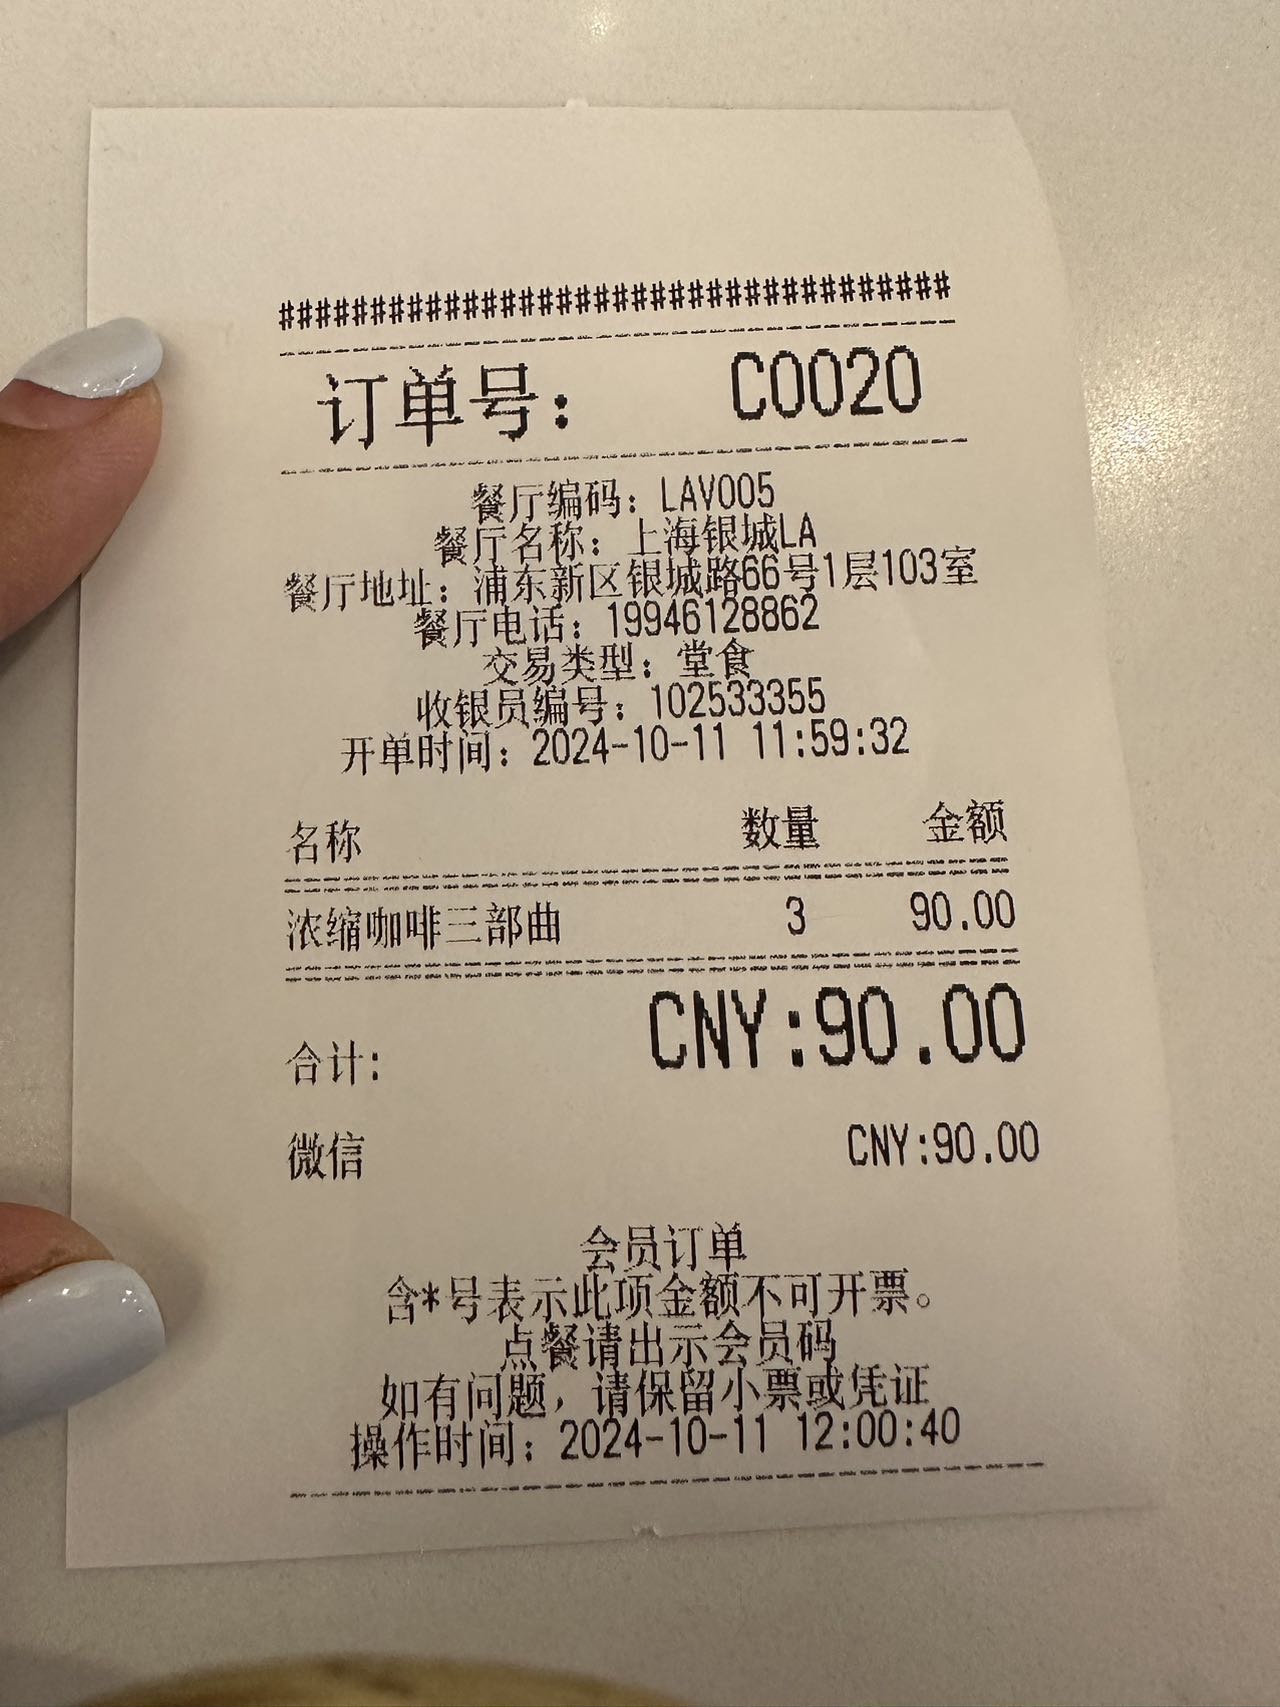 #####################################
订单号: C0020
餐厅编码: LAV005
餐厅名称: 上海银城LA
餐厅地址: 浦东新区银城路66号1层103室
餐厅电话: 19946128862
交易类型: 堂食
收银员编号: 102533355
开单时间: 2024-10-11 11:59:32
名称 数量 金额
浓缩咖啡三部曲 3 90.00
合计: CNY:90.00
微信 CNY:90.00
会员订单
含*号表示此项金额不可开票。
点餐请出示会员码
如有问题，请保留小票或凭证
操作时间: 2024-10-11 12:00:40